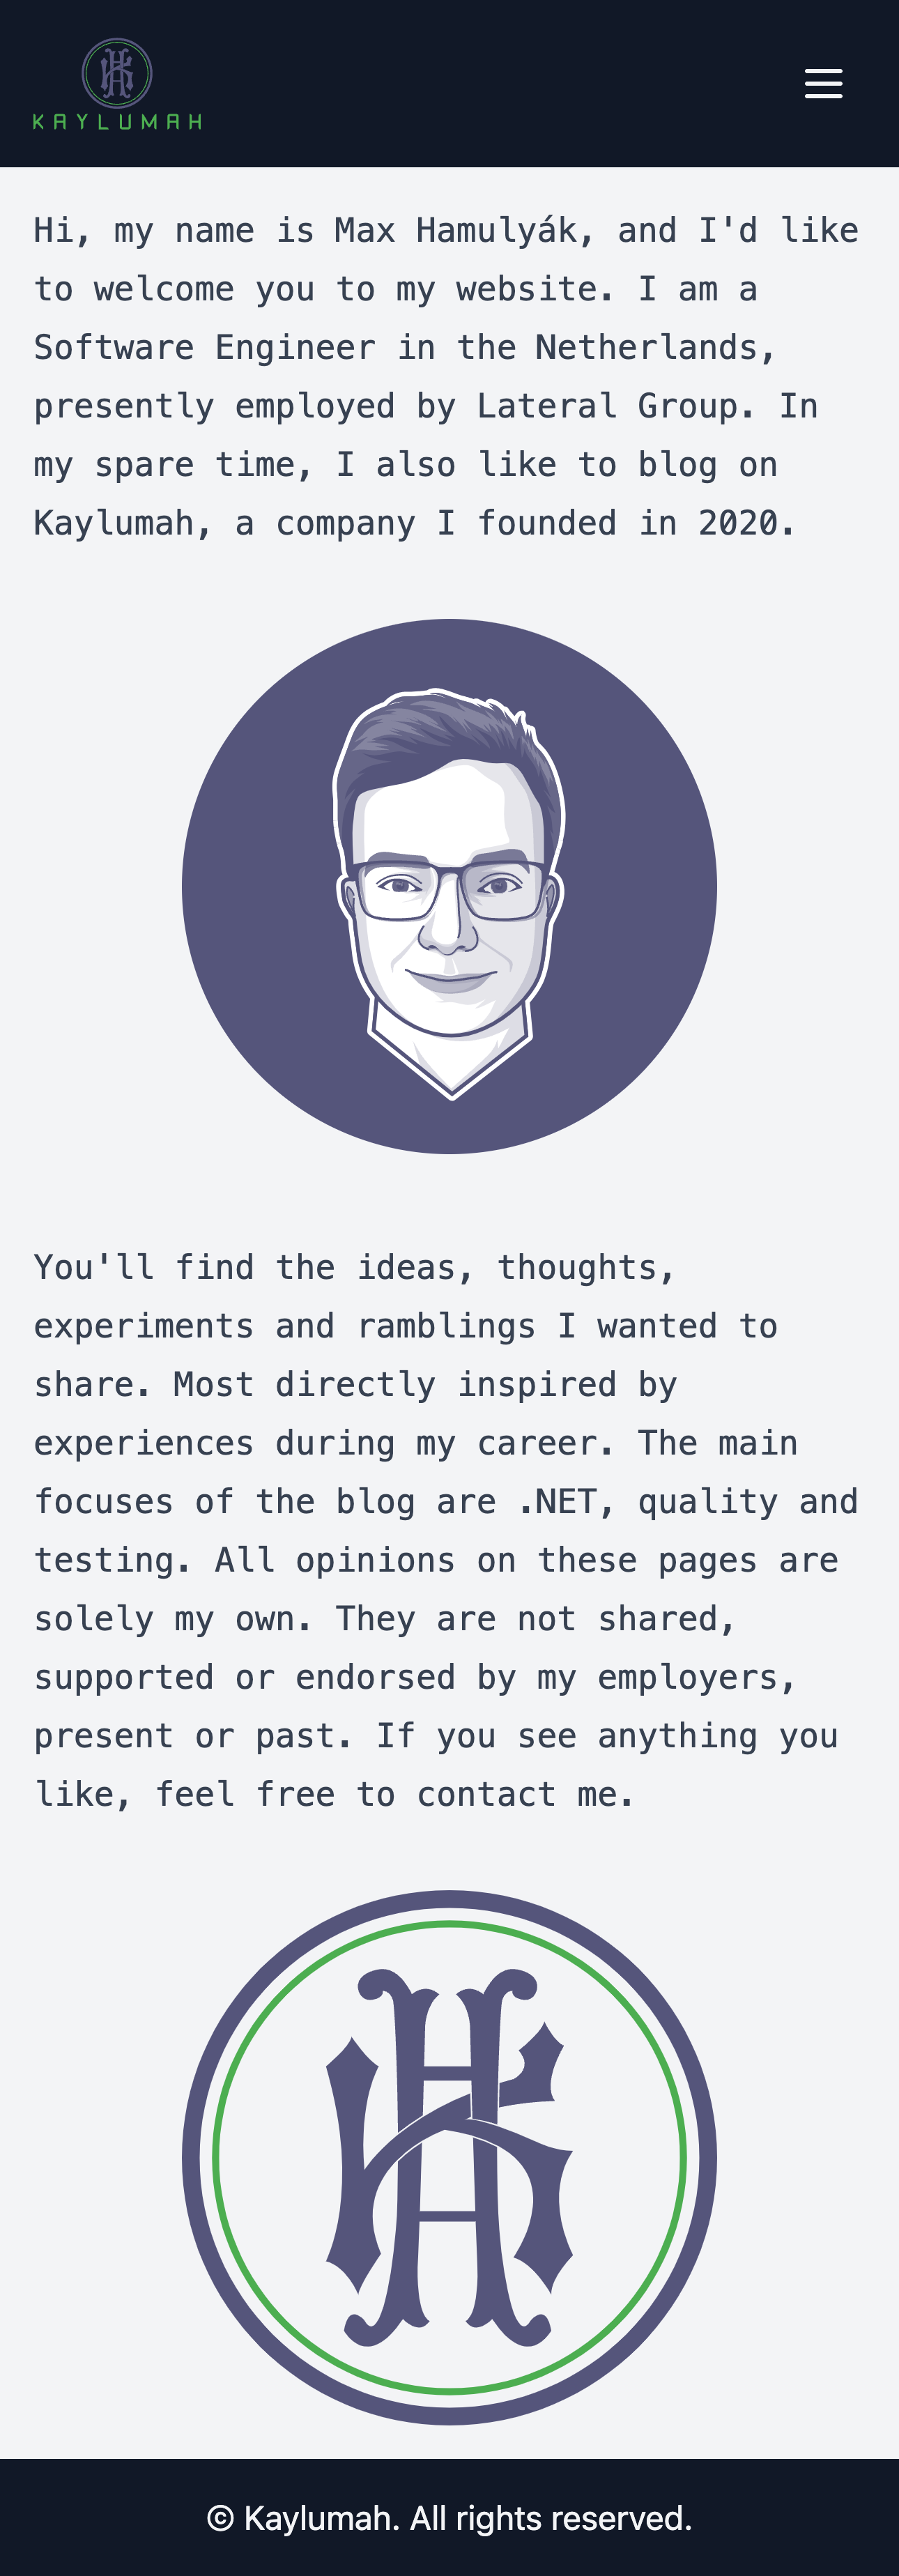 KAYLUMAH
Hi, my name is Max Hamulyák, and I'd like
to welcome you to my website. I am a
Software Engineer in the Netherlands,
presently employed by Lateral Group. In
my spare time, I also like to blog on
Kaylumah, a company I founded in 2020.
You'll find the ideas, thoughts,
experiments and ramblings I wanted to
share. Most directly inspired by
experiences during my career. The main
focuses of the blog are .NET, quality and
testing. All opinions on these pages are
solely my own. They are not shared,
supported or endorsed by my employers,
present or past. If you see anything you
like, feel free to contact me.
© Kaylumah. All rights reserved.